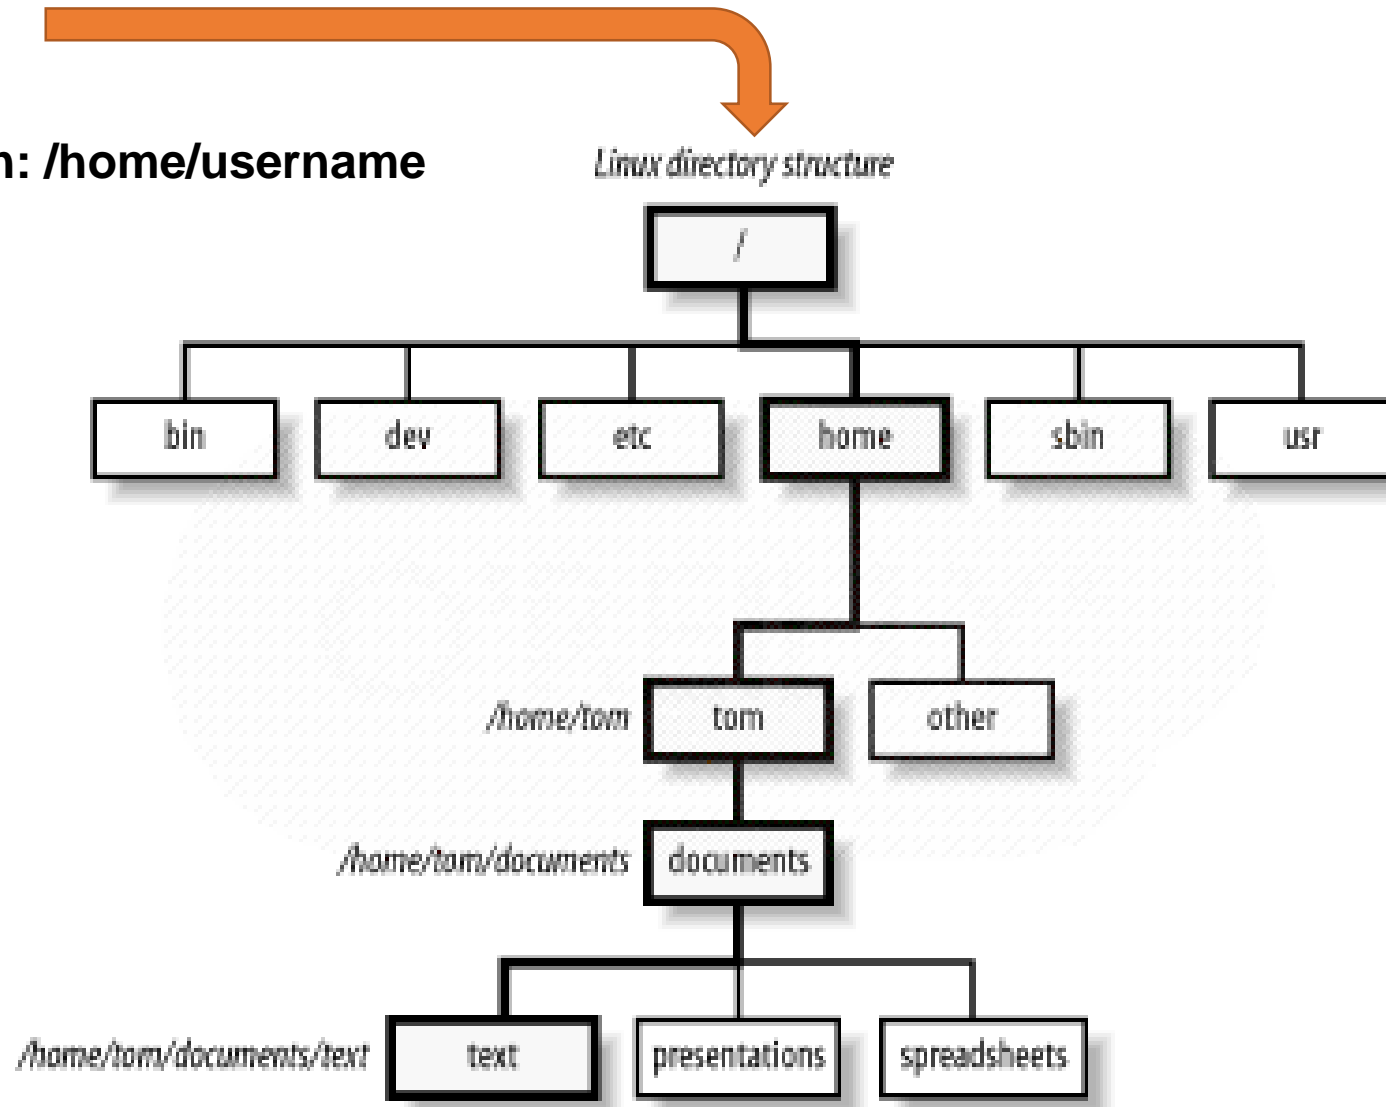 n: /home/username
Linux directory structure
/
bin dev etc home sbin usr
/home/tom tom other
/home/tom/documents documents
/home/tom/documents/text text presentations spreadsheets